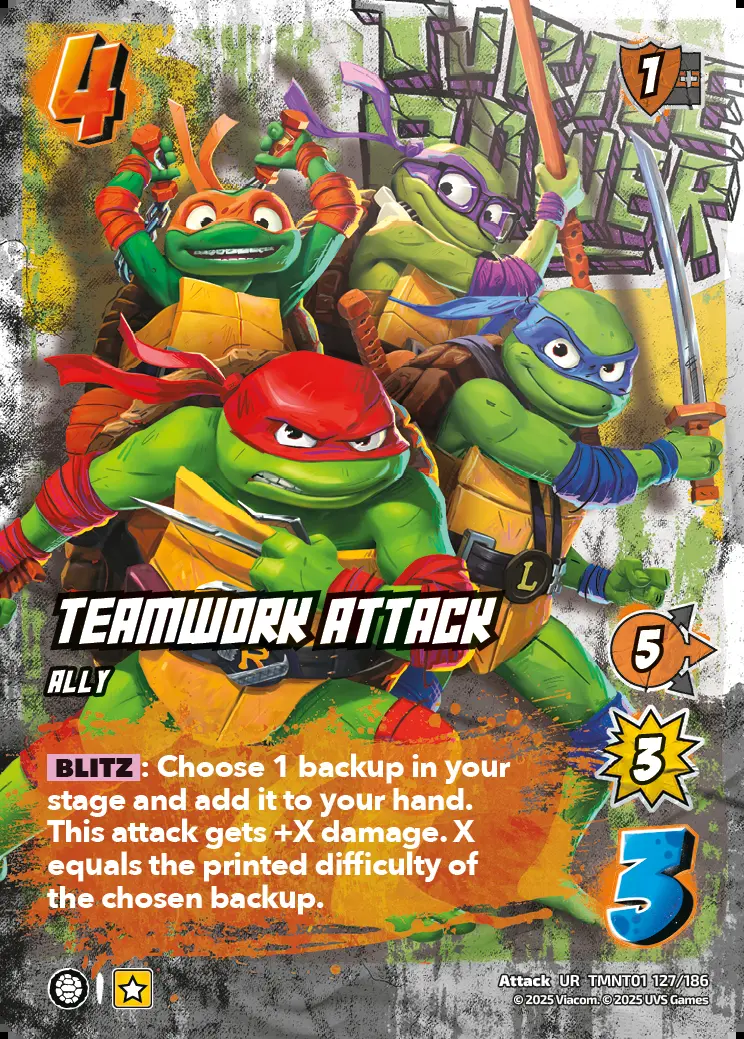 4
1
TURTLE
POWER
L
R
TEAMWORK ATTACK
ALLY
5
BLITZ : Choose 1 backup in your
stage and add it to your hand.
This attack gets +X damage. X
equals the printed difficulty of
the chosen backup.
3
3
Attack UR TMNT01 127/186
© 2025 Viacom. © 2025 UVS Games